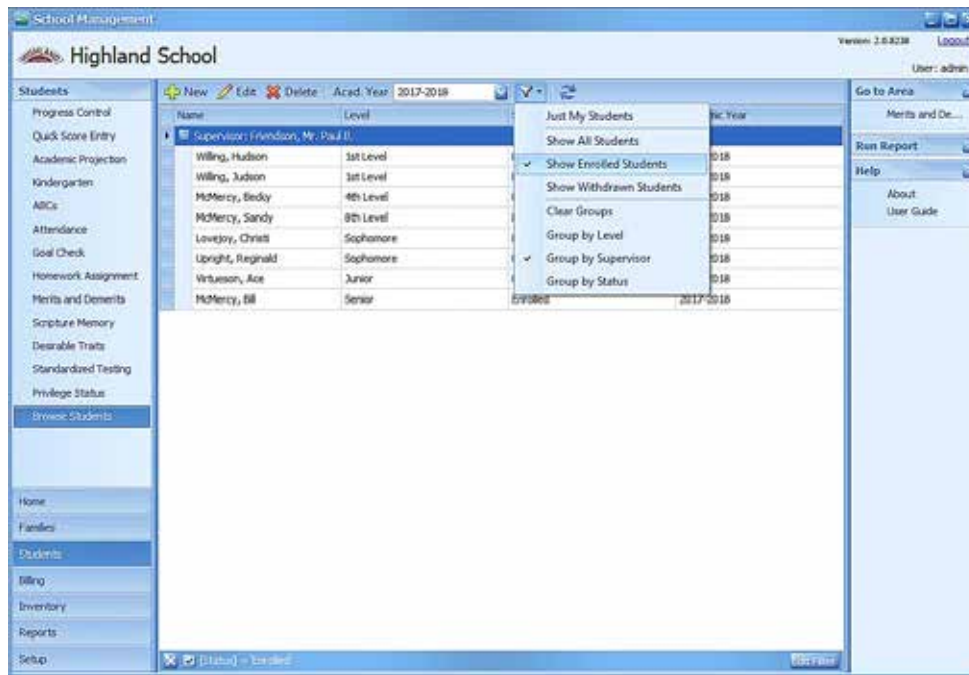 School Management
Highland School
Version: 2.0.8238 Logout
User: admin
Students
Progress Control
Quick Score Entry
Academic Projection
Kindergarten
ABCs
Attendance
Goal Check
Homework Assignment
Merits and Demerits
Scripture Memory
Desirable Traits
Standardized Testing
Privilege Status
Browse Students
Home
Families
Students
Billing
Inventory
Reports
Setup
New Edit Delete Acad. Year 2017-2018
Name Level Year
Supervisor: Friendson, Mr. Paul
Willing, Hudson 1st Level
Willing, Judson 1st Level
McMercy, Becky 4th Level
McMercy, Sandy 8th Level
Lovejoy, Christi Sophomore
Upright, Reginald Sophomore
Virtueson, Ace Junior
McMercy, Bill Senior Enrolled 2017-2018
Just My Students
Show All Students
Show Enrolled Students
Show Withdrawn Students
Clear Groups
Group by Level
Group by Supervisor
Group by Status
[Status] = 'Enrolled' Edit Filter
Go to Area
Merits and De...
Run Report
Help
About
User Guide